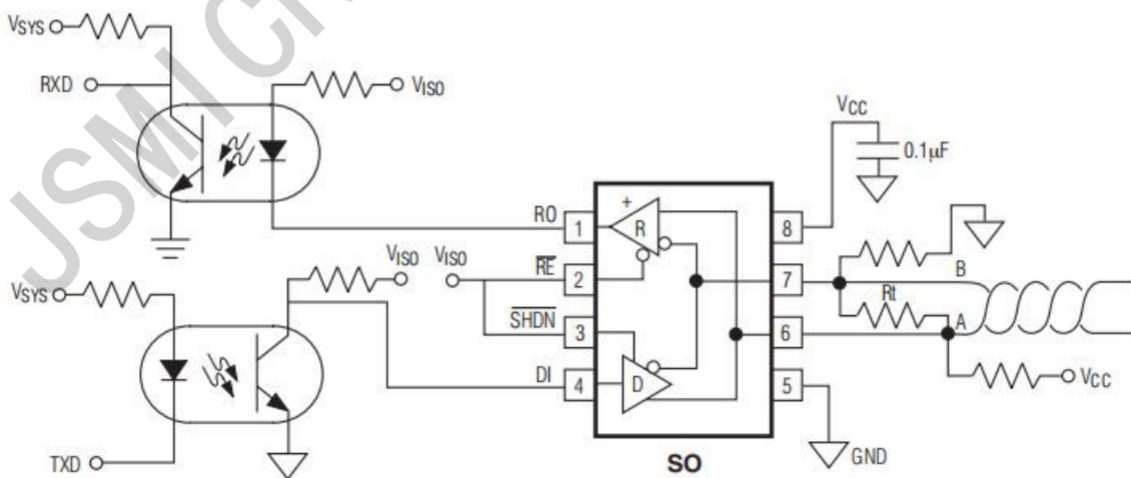 JSMICRO
VSYS
RXD
VISO
VCC
0.1µF
RO
1
+
R
8
VISO
VISO
RE
2
7
B
VSYS
SHDN
3
Rt
6
A
DI
4
D
5
VCC
GND
TXD
SO